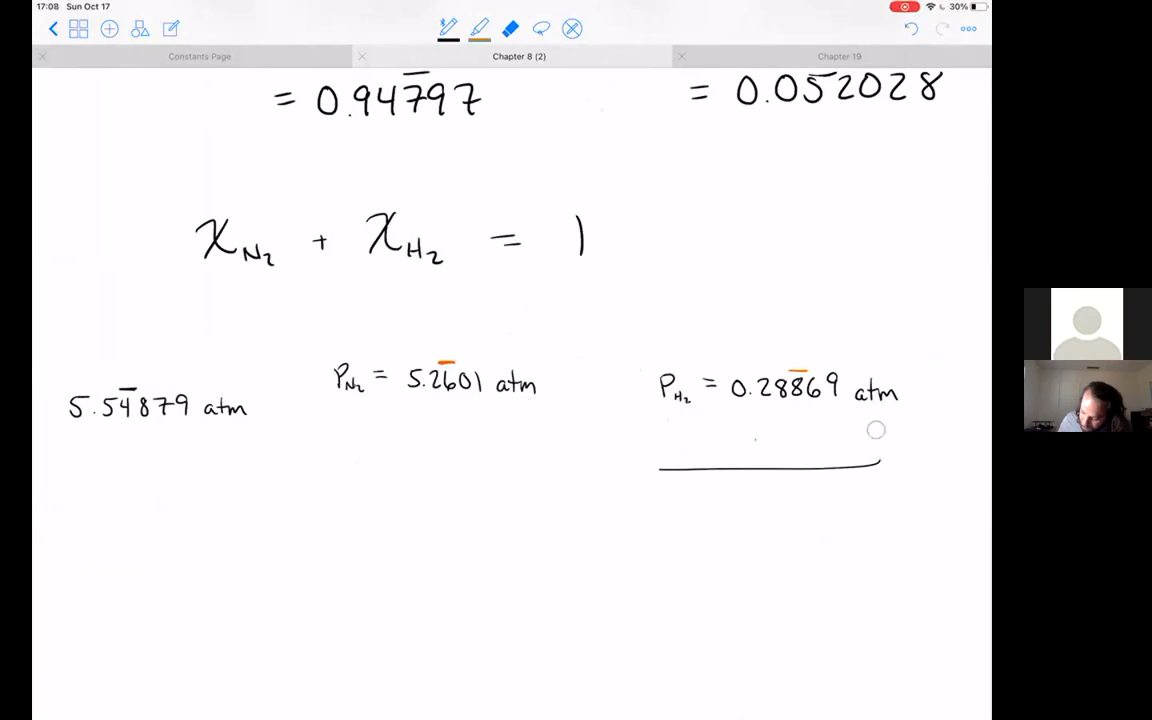 17:08 Sun Oct 17
30%
Constants Page
Chapter 8 (2)
Chapter 19
= 0.94797
= 0.052028
χN₂ + χH₂ = 1
5.54879 atm
PN₂ = 5.2601 atm
PH₂ = 0.28869 atm